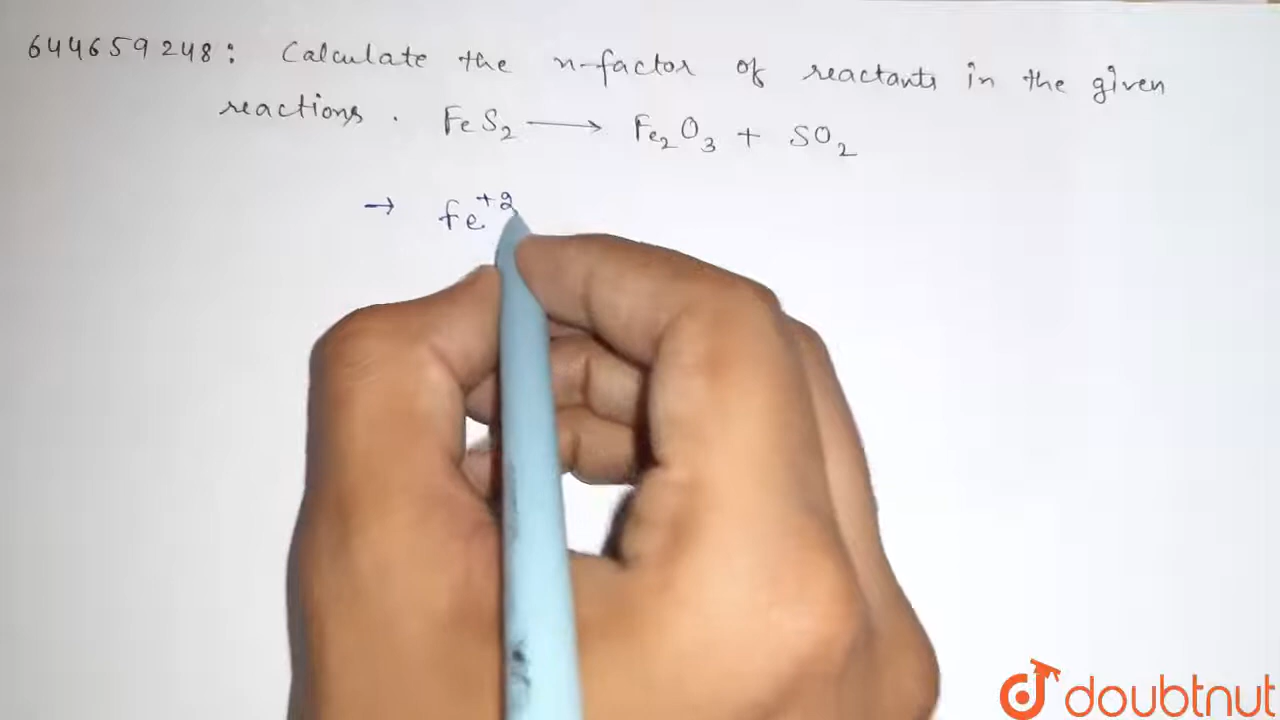 644659248: Calculate the n-factor of reactants in the given
reactions. FeS₂ ⟶ Fe₂O₃ + SO₂
→ Fe⁺²
doubtnut